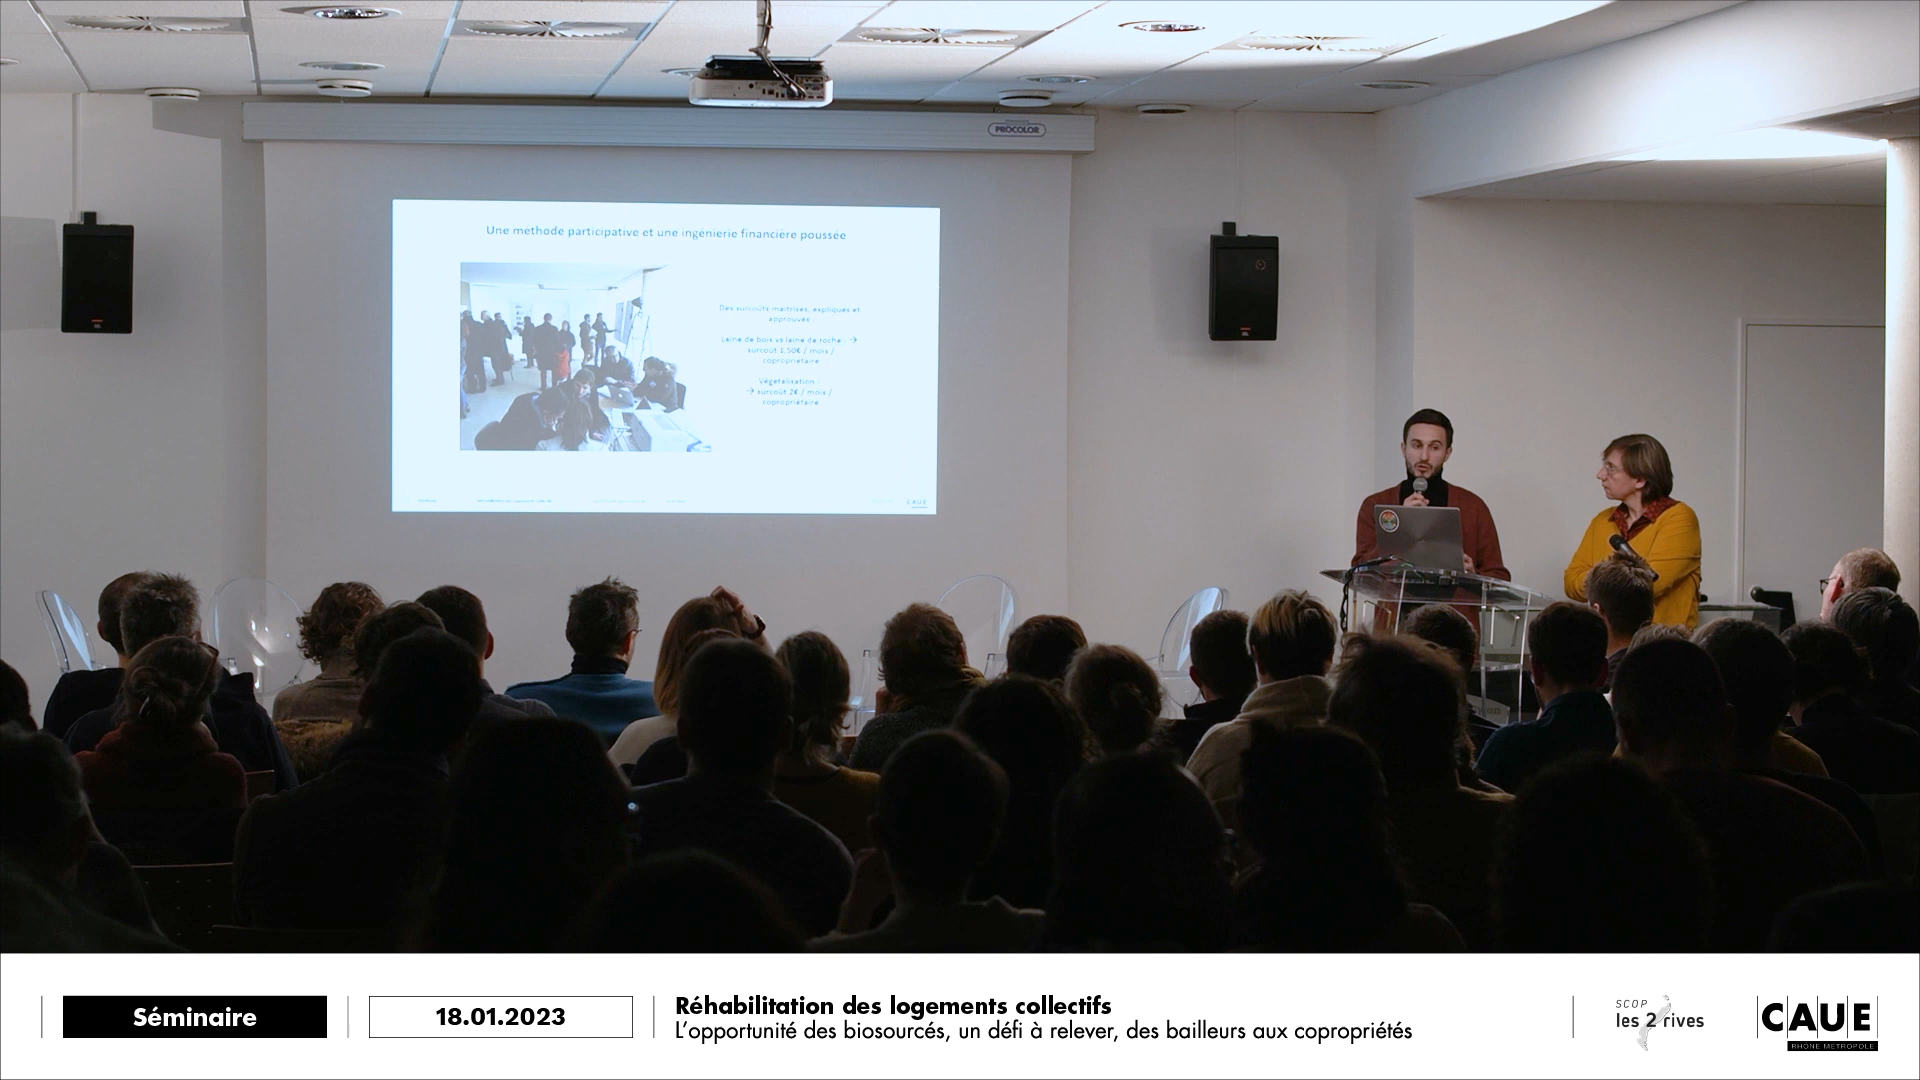 PROCOLOR
Une méthode participative et une ingénierie financière poussée
Des surcoûts maitrisés, expliqués et
approuvés :
Laine de bois vs laine de roche : →
surcoût 1,50€ / mois /
copropriétaire
Végétalisation :
→ surcoût 2€ / mois /
copropriétaire
CAUE
Séminaire
18.01.2023
Réhabilitation des logements collectifs
L'opportunité des biosourcés, un défi à relever, des bailleurs aux copropriétés
SCOP
les 2 rives
CAUE
RHÔNE MÉTROPOLE